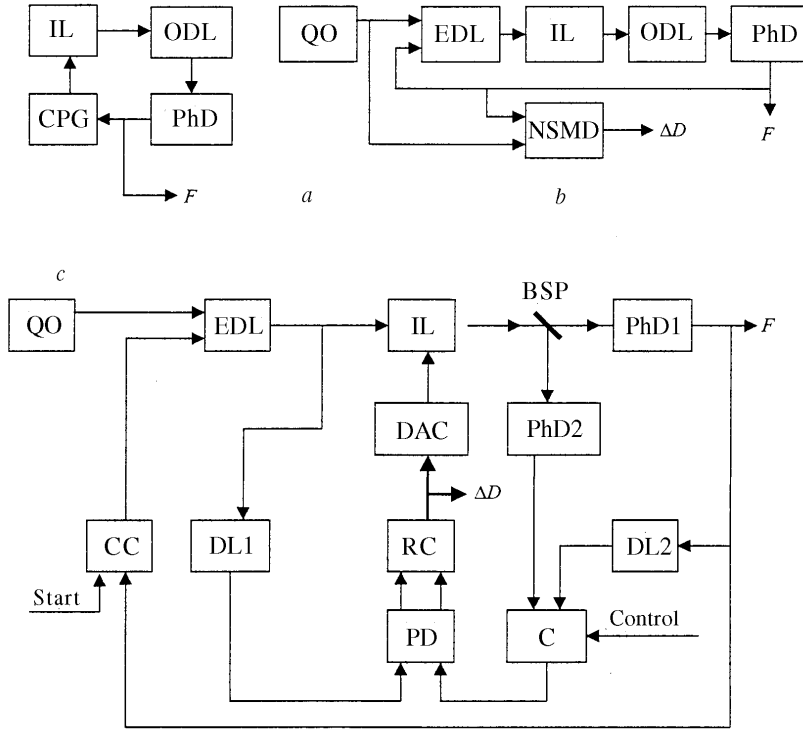 IL
ODL
CPG
PhD
F
a
QO
EDL
IL
ODL
PhD
NSMD
ΔD
F
b
c
QO
EDL
IL
BSP
PhD1
F
DAC
PhD2
ΔD
CC
DL1
RC
DL2
Start
PD
C
Control